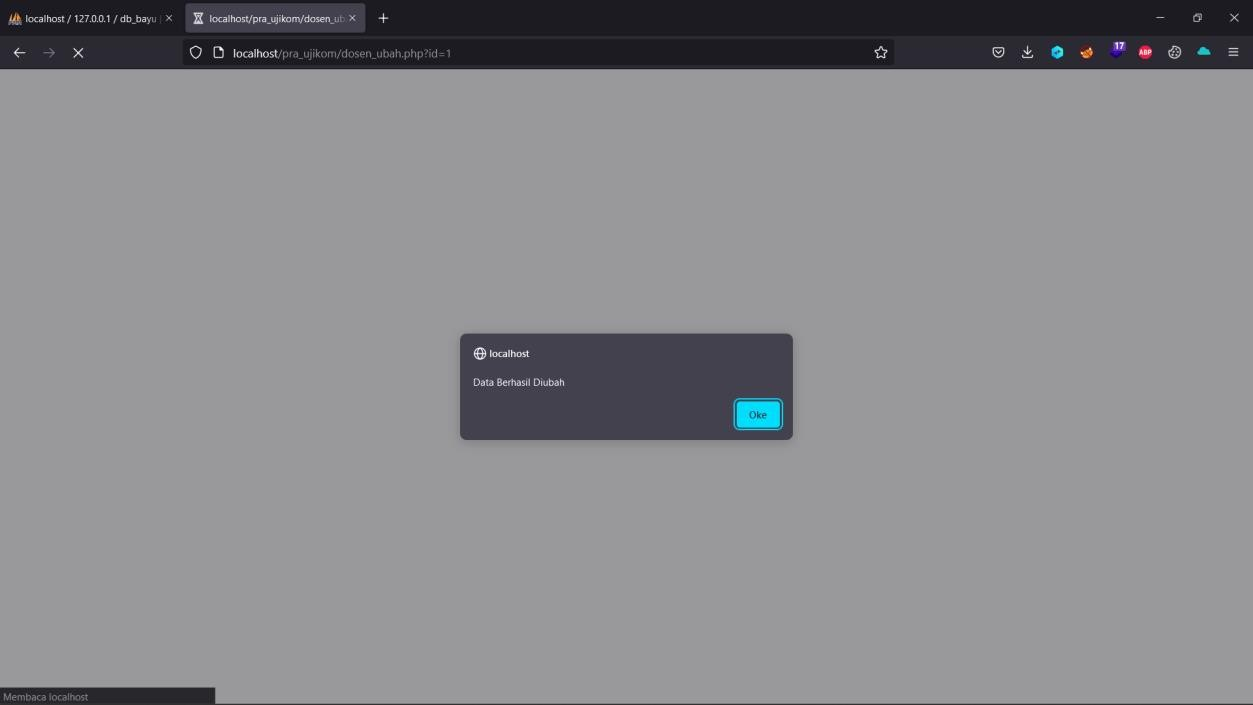 localhost / 127.0.0.1 / db_bayu |
localhost/pra_ujikom/dosen_ub
localhost/pra_ujikom/dosen_ubah.php?id=1
17
ABP
localhost
Data Berhasil Diubah
Oke
Membaca localhost